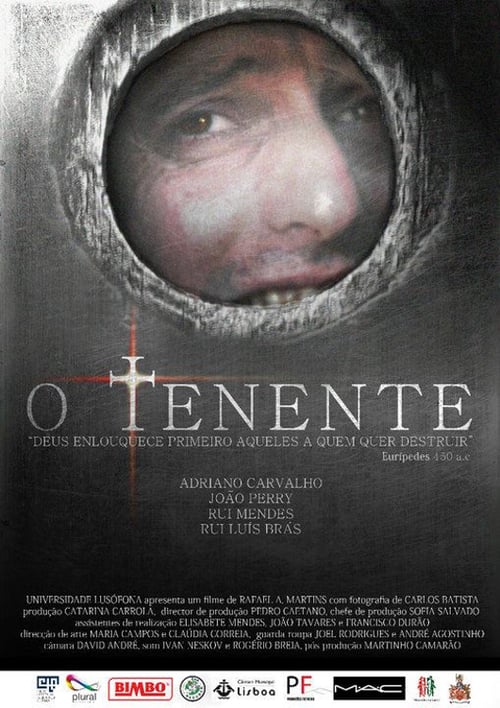 O TENENTE
"DEUS ENLOUQUECE PRIMEIRO AQUELES A QUEM QUER DESTRUIR"
Eurípedes 450 a.c
ADRIANO CARVALHO
JOÃO PERRY
RUI MENDES
RUI LUÍS BRÁS
UNIVERSIDADE LUSÓFONA apresenta um filme de RAFAEL A. MARTINS com fotografia de CARLOS BATISTA
produção CATARINA CARROLA, director de produção PEDRO CAETANO, chefe de produção SOFIA SALVADO
assistentes de realização ELISABETE MENDES, JOÃO TAVARES e FRANCISCO DURÃO
direcção de arte MARIA CAMPOS e CLÁUDIA CORREIA, guarda roupa JOEL RODRIGUES e ANDRÉ AGOSTINHO
câmara DAVID ANDRÉ, som IVAN NESKOV e ROGÉRIO BREIA, pós produção MARTINHO CAMARÃO
plural BIMBO Câmara Municipal Lisboa PF MAC